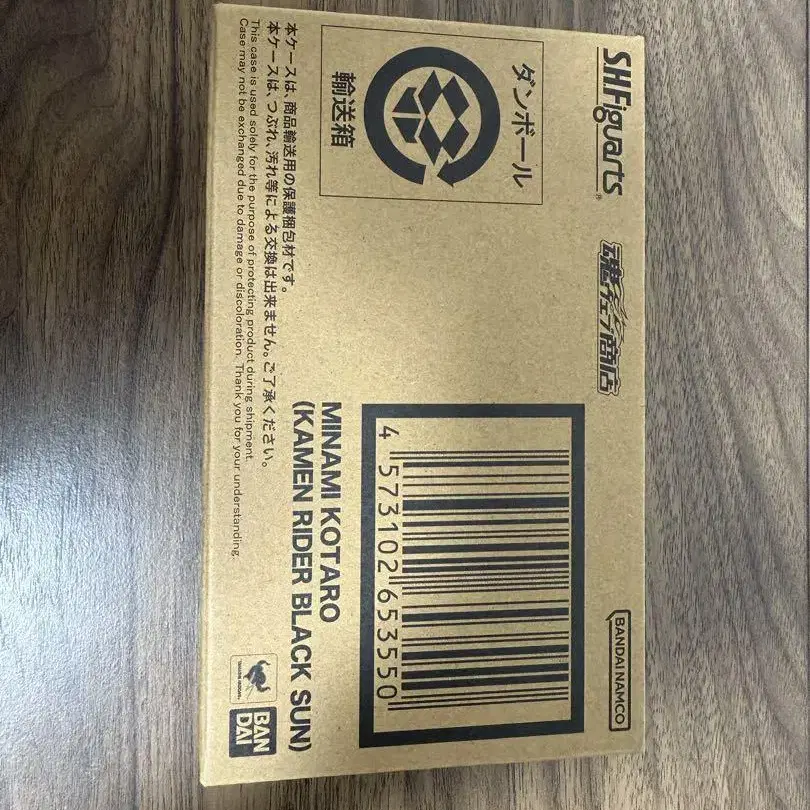 S.H.Figuarts®
魂ウェブ商店
BANDAI NAMCO
ダンボール
輸送箱
4 573102 653550
本ケースは、商品輸送用の保護梱包材です。
本ケースは、つぶれ、汚れ等による交換は出来ません。ご了承ください。
This case is used solely for the purpose of protecting product during shipment.
Case may not be exchanged due to damage or discoloration. Thank you for your understanding.
MINAMI KOTARO
(KAMEN RIDER BLACK SUN)
BAN
DAI